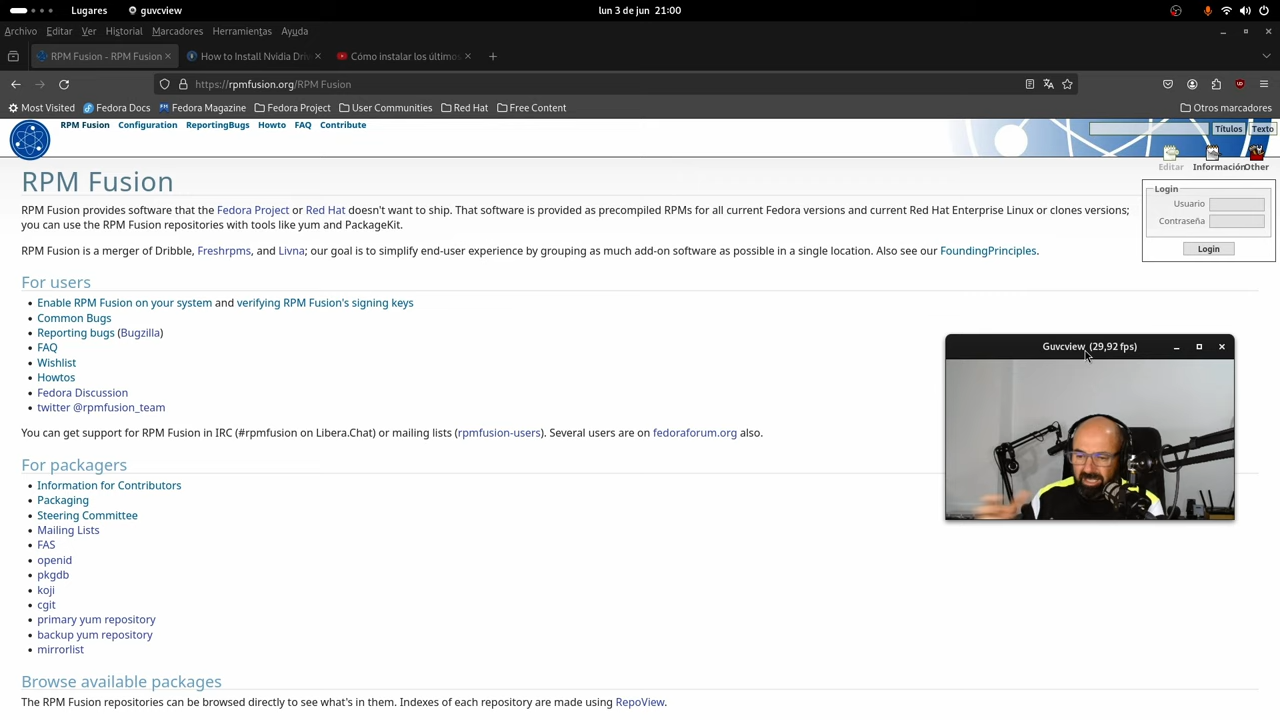 Lugares
guvcview
lun 3 de jun 21:00
Archivo Editar Ver Historial Marcadores Herramientas Ayuda
RPM Fusion - RPM Fusion
How to Install Nvidia Dri
Cómo instalar los últimos
https://rpmfusion.org/RPM Fusion
Most Visited Fedora Docs Fedora Magazine Fedora Project User Communities Red Hat Free Content Otros marcadores
RPM Fusion Configuration ReportingBugs Howto FAQ Contribute
Títulos Texto
Editar Información Other
RPM Fusion
Login
Usuario
Contraseña
Login
RPM Fusion provides software that the Fedora Project or Red Hat doesn't want to ship. That software is provided as precompiled RPMs for all current Fedora versions and current Red Hat Enterprise Linux or clones versions;
you can use the RPM Fusion repositories with tools like yum and PackageKit.
RPM Fusion is a merger of Dribble, Freshrpms, and Livna; our goal is to simplify end-user experience by grouping as much add-on software as possible in a single location. Also see our FoundingPrinciples.
For users
Enable RPM Fusion on your system and verifying RPM Fusion's signing keys
Common Bugs
Reporting bugs (Bugzilla)
FAQ
Wishlist
Howtos
Fedora Discussion
twitter @rpmfusion_team
Guvcview (29,92 fps)
You can get support for RPM Fusion in IRC (#rpmfusion on Libera.Chat) or mailing lists (rpmfusion-users). Several users are on fedoraforum.org also.
For packagers
Information for Contributors
Packaging
Steering Committee
Mailing Lists
FAS
openid
pkgdb
koji
cgit
primary yum repository
backup yum repository
mirrorlist
Browse available packages
The RPM Fusion repositories can be browsed directly to see what's in them. Indexes of each repository are made using RepoView.